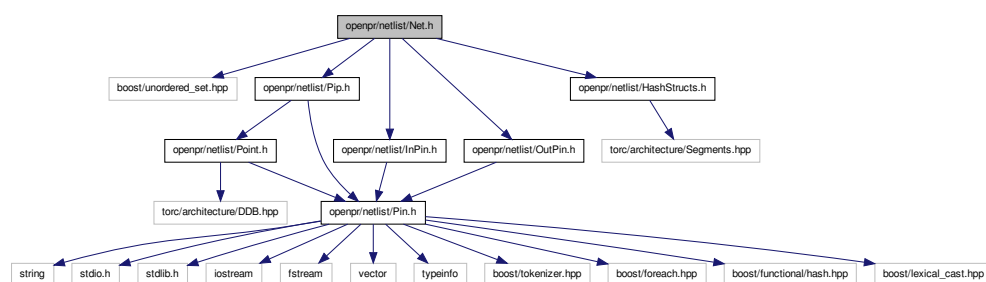 openpr/netlist/Net.h
boost/unordered_set.hpp
openpr/netlist/Pip.h
openpr/netlist/HashStructs.h
openpr/netlist/Point.h
openpr/netlist/InPin.h
openpr/netlist/OutPin.h
torc/architecture/Segments.hpp
torc/architecture/DDB.hpp
openpr/netlist/Pin.h
string
stdio.h
stdlib.h
iostream
fstream
vector
typeinfo
boost/tokenizer.hpp
boost/foreach.hpp
boost/functional/hash.hpp
boost/lexical_cast.hpp